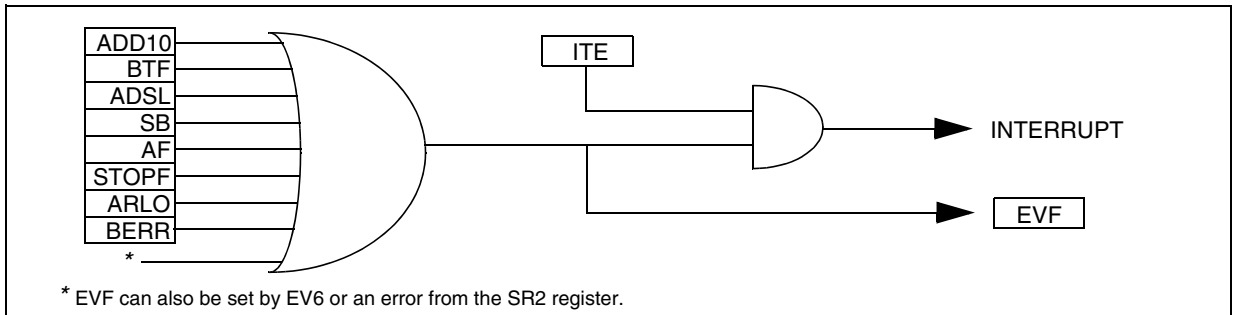 ADD10
BTF
ADSL
SB
AF
STOPF
ARLO
BERR
*
ITE
INTERRUPT
EVF
* EVF can also be set by EV6 or an error from the SR2 register.